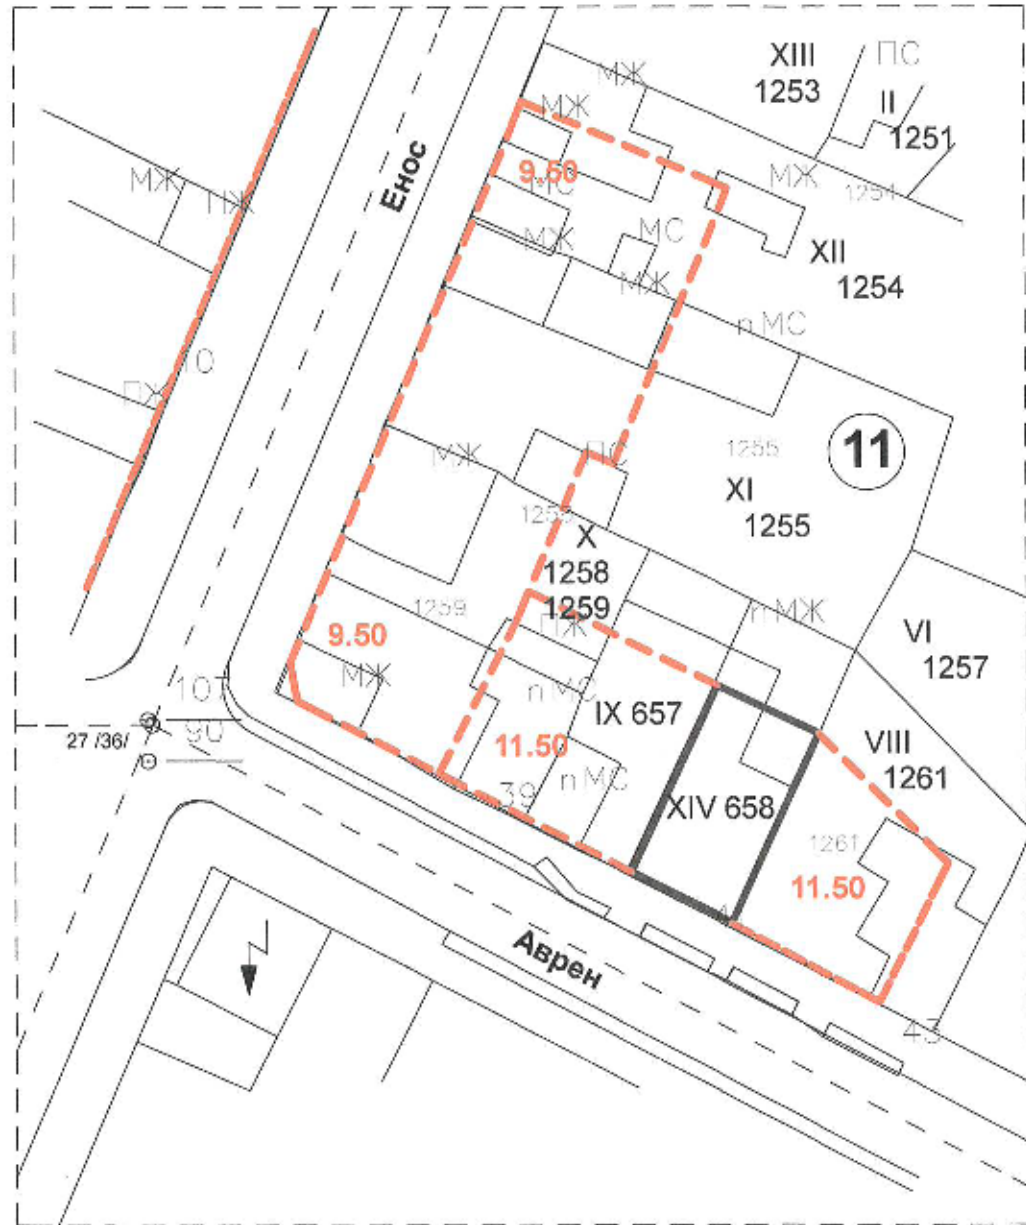 XIII
1253
ПС
II
1251
МЖ
МЖ
Енос
9.50
МС
МЖ
1254
МЖ
ПЖ
МЖ
МС
XII
1254
МЖ
п МС
10
ПЖ
11
1255
XI
1255
МЖ
ПС
X
1258
1259
1259
ПЖ
п МЖ
VI
1257
9.50
МЖ
п МС
IX 657
107
90
27 /36/
11.50
39
п МС
VIII
1261
XIV 658
1261
11.50
Аврен
43